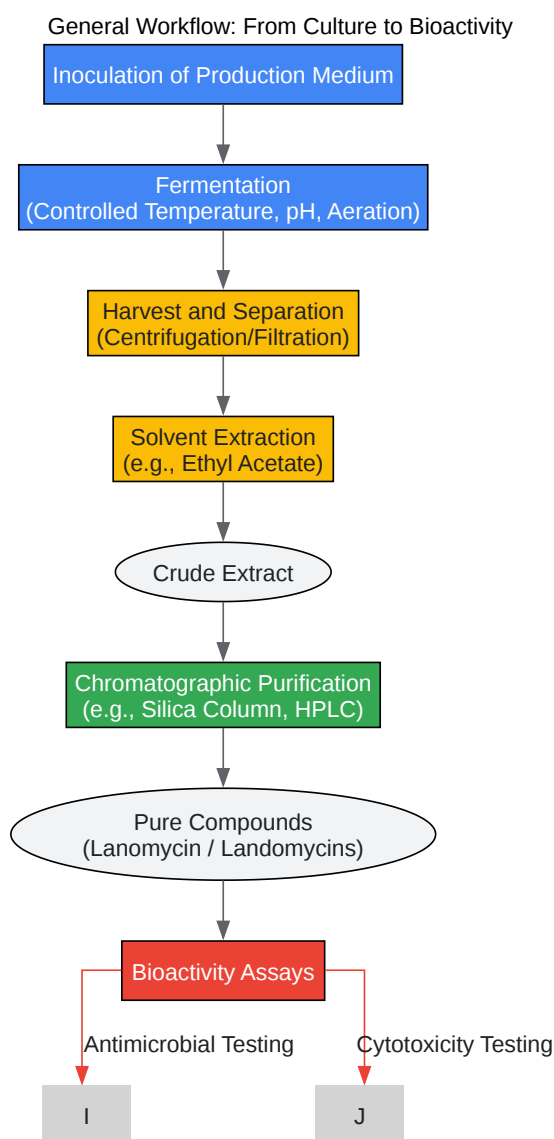 General Workflow: From Culture to Bioactivity
Inoculation of Production Medium
Fermentation
(Controlled Temperature, pH, Aeration)
Harvest and Separation
(Centrifugation/Filtration)
Solvent Extraction
(e.g., Ethyl Acetate)
Crude Extract
Chromatographic Purification
(e.g., Silica Column, HPLC)
Pure Compounds
(Lanomycin / Landomycins)
Bioactivity Assays
Antimicrobial Testing
Cytotoxicity Testing
I
J